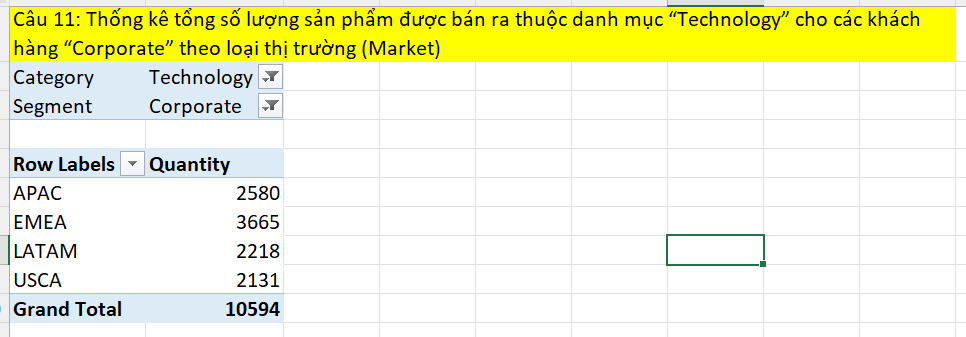 Câu 11: Thống kê tổng số lượng sản phẩm được bán ra thuộc danh mục “Technology” cho các khách
hàng “Corporate” theo loại thị trường (Market)
Category Technology
Segment Corporate
Row Labels Quantity
APAC 2580
EMEA 3665
LATAM 2218
USCA 2131
Grand Total 10594